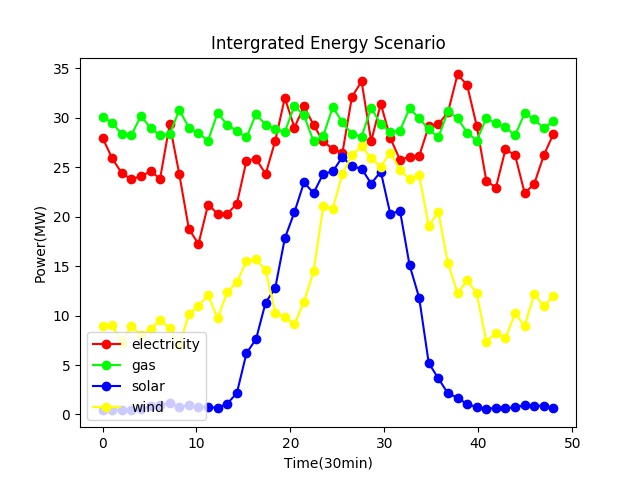 Intergrated Energy Scenario
Power(MW)
35
30
25
20
15
10
5
0
electricity
gas
solar
wind
0 10 20 30 40 50
Time(30min)